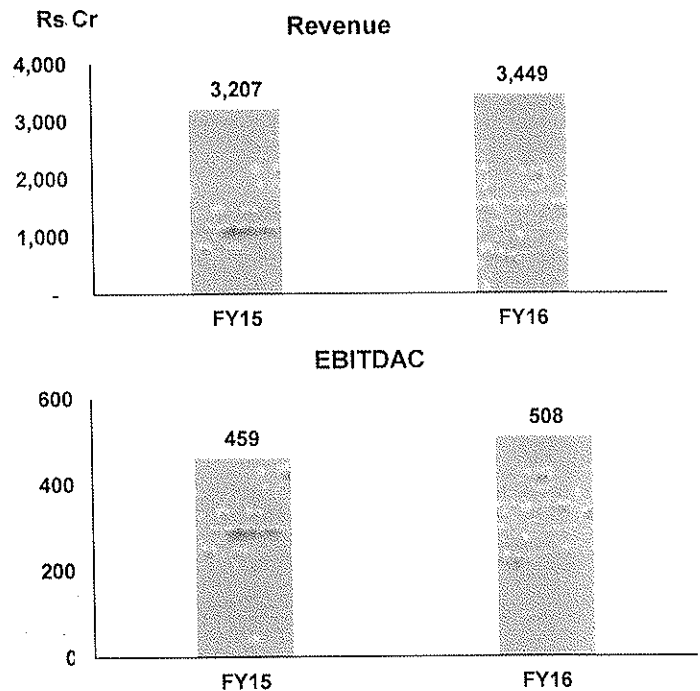 Rs Cr
Revenue
4,000
3,000
2,000
1,000
-
3,207
3,449
FY15
FY16
EBITDAC
600
400
200
0
459
508
FY15
FY16